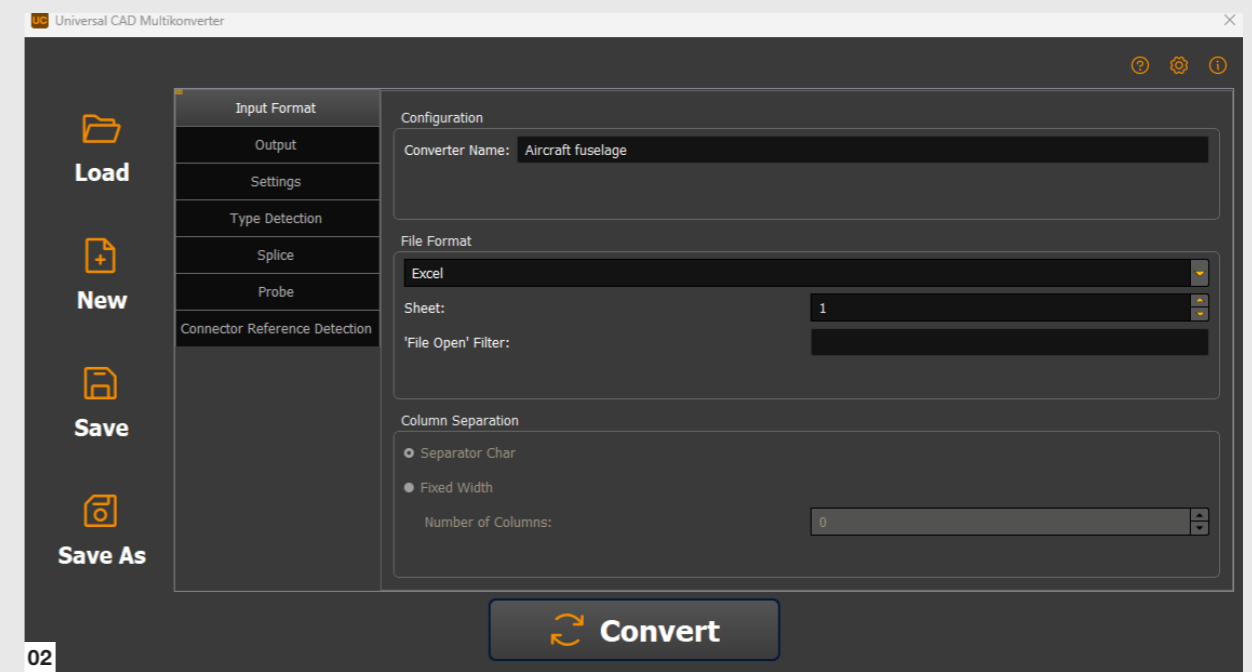 UC Universal CAD Multikonverter
Load
New
Save
Save As
Input Format
Output
Settings
Type Detection
Splice
Probe
Connector Reference Detection
Configuration
Converter Name: Aircraft fuselage
File Format
Excel
Sheet: 1
'File Open' Filter:
Column Separation
Separator Char
Fixed Width
Number of Columns: 0
Convert
02